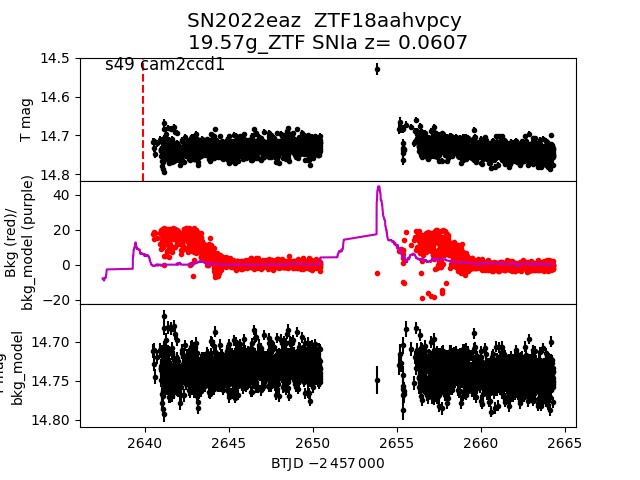 SN2022eaz ZTF18aahvpcy
19.57g_ZTF SNIa z= 0.0607
s49 cam2ccd1
14.5
14.6
14.7
14.8
T mag
40
20
0
−20
Bkg (red)/
bkg_model (purple)
14.70
14.75
14.80
bkg_model
2640
2645
2650
2655
2660
2665
BTJD −2 457 000